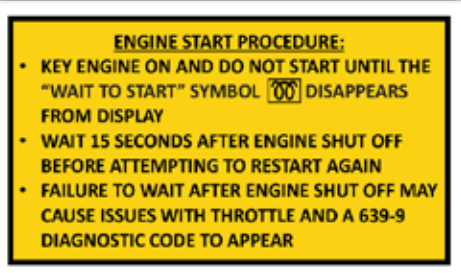 ENGINE START PROCEDURE:
• KEY ENGINE ON AND DO NOT START UNTIL THE
"WAIT TO START" SYMBOL DISAPPEARS
FROM DISPLAY
• WAIT 15 SECONDS AFTER ENGINE SHUT OFF
BEFORE ATTEMPTING TO RESTART AGAIN
• FAILURE TO WAIT AFTER ENGINE SHUT OFF MAY
CAUSE ISSUES WITH THROTTLE AND A 639-9
DIAGNOSTIC CODE TO APPEAR